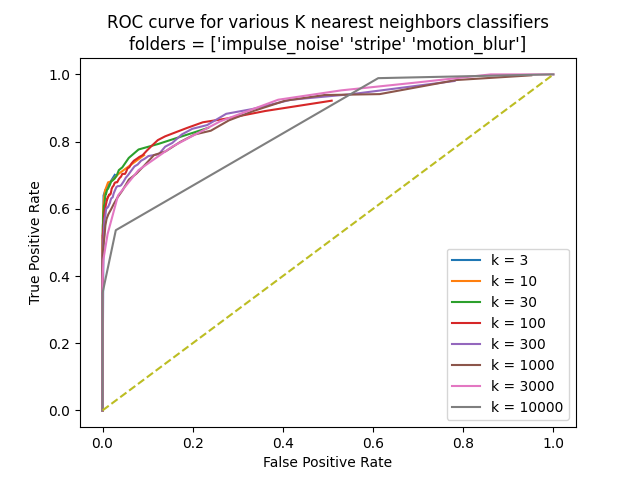 ROC curve for various K nearest neighbors classifiers
folders = ['impulse_noise' 'stripe' 'motion_blur']
True Positive Rate
1.0
0.8
0.6
0.4
0.2
0.0
k = 3
k = 10
k = 30
k = 100
k = 300
k = 1000
k = 3000
k = 10000
0.0 0.2 0.4 0.6 0.8 1.0
False Positive Rate